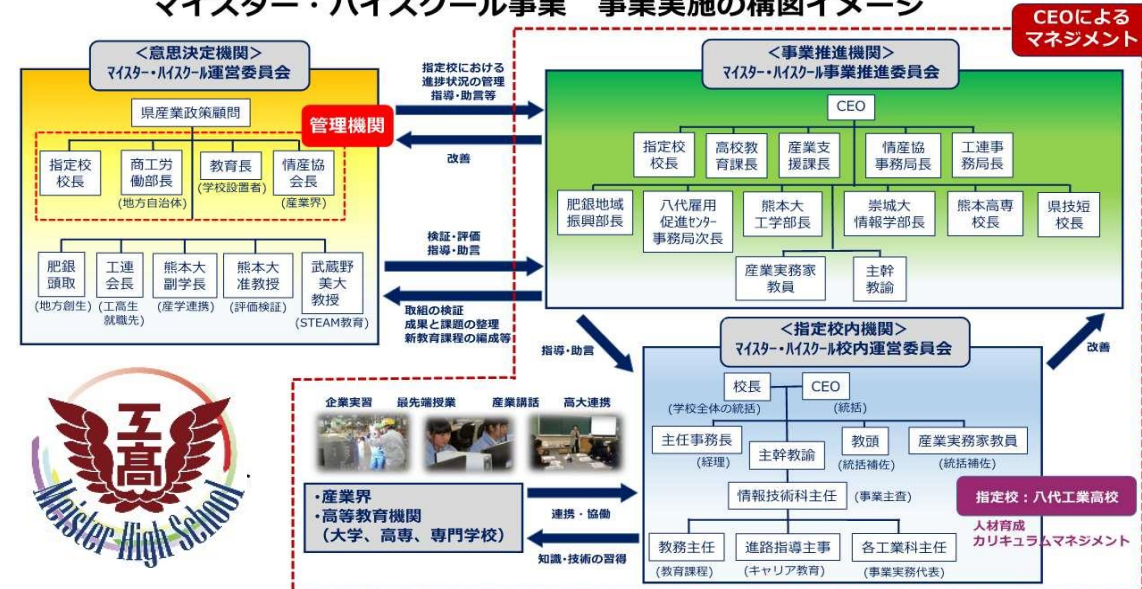 マイスター・ハイスクール事業 事業実施の構図イメージ
CEOによる
マネジメント
<意思決定機関>
マイスター・ハイスクール運営委員会
県産業政策顧問
管理機関
指定校
校長
商工労
働部長
(地方自治体)
教育長
(学校設置者)
情産協
会長
(産業界)
肥銀
頭取
(地方創生)
工連
会長
(工高生
就職先)
熊本大
副学長
(産学連携)
熊本大
准教授
(評価検証)
武蔵野
美大
教授
(STEAM教育)
指定校における
進捗状況の管理
指導・助言等
改善
検証・評価
指導・助言
取組の検証
成果と課題の整理
新教育課程の編成等
<事業推進機関>
マイスター・ハイスクール事業推進委員会
CEO
指定校
校長
高校教
育課長
産業支
援課長
情産協
事務局長
工連事
務局長
肥銀地域
振興部長
八代雇用
促進センター
事務局次長
熊本大
工学部長
崇城大
情報学部長
熊本高専
校長
県技短
校長
産業実務家
教員
主幹
教諭
指導・助言
改善
<指定校内機関>
マイスター・ハイスクール校内運営委員会
校長
(学校全体の統括)
CEO
(統括)
主任事務長
(経理)
主幹教諭
教頭
(統括補佐)
産業実務家教員
(統括補佐)
情報技術科主任
(事業主査)
教務主任
(教育課程)
進路指導主事
(キャリア教育)
各工業科主任
(事業実務代表)
指定校:八代工業高校
人材育成
カリキュラムマネジメント
企業実習 最先端授業 産業講話 高大連携
・産業界
・高等教育機関
(大学、高専、専門学校)
連携・協働
知識・技術の習得
工高
Meister High School